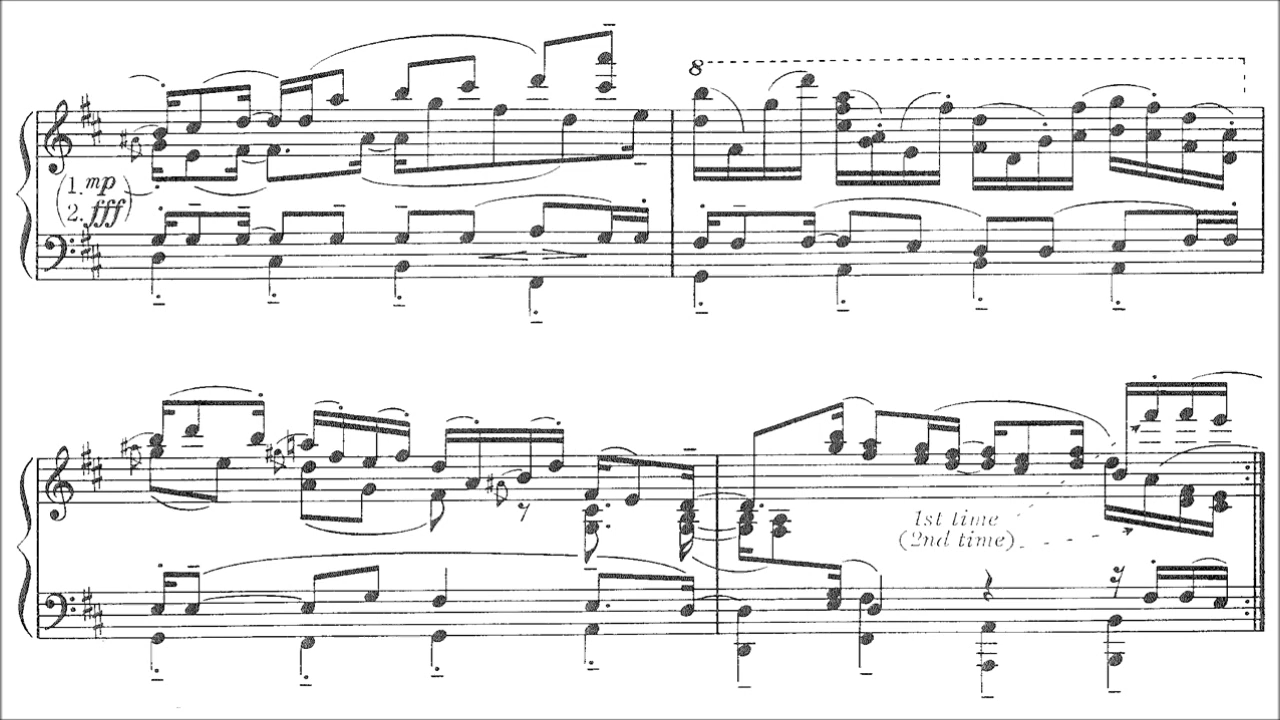 8
1. mp
2. fff
1st time
(2nd time)